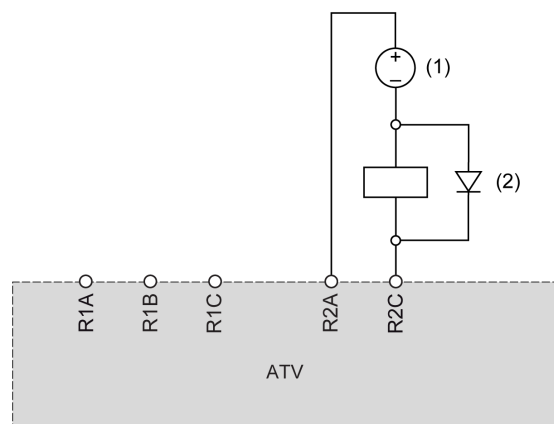 +
(1)
−
(2)
R1A
R1B
R1C
R2A
R2C
ATV